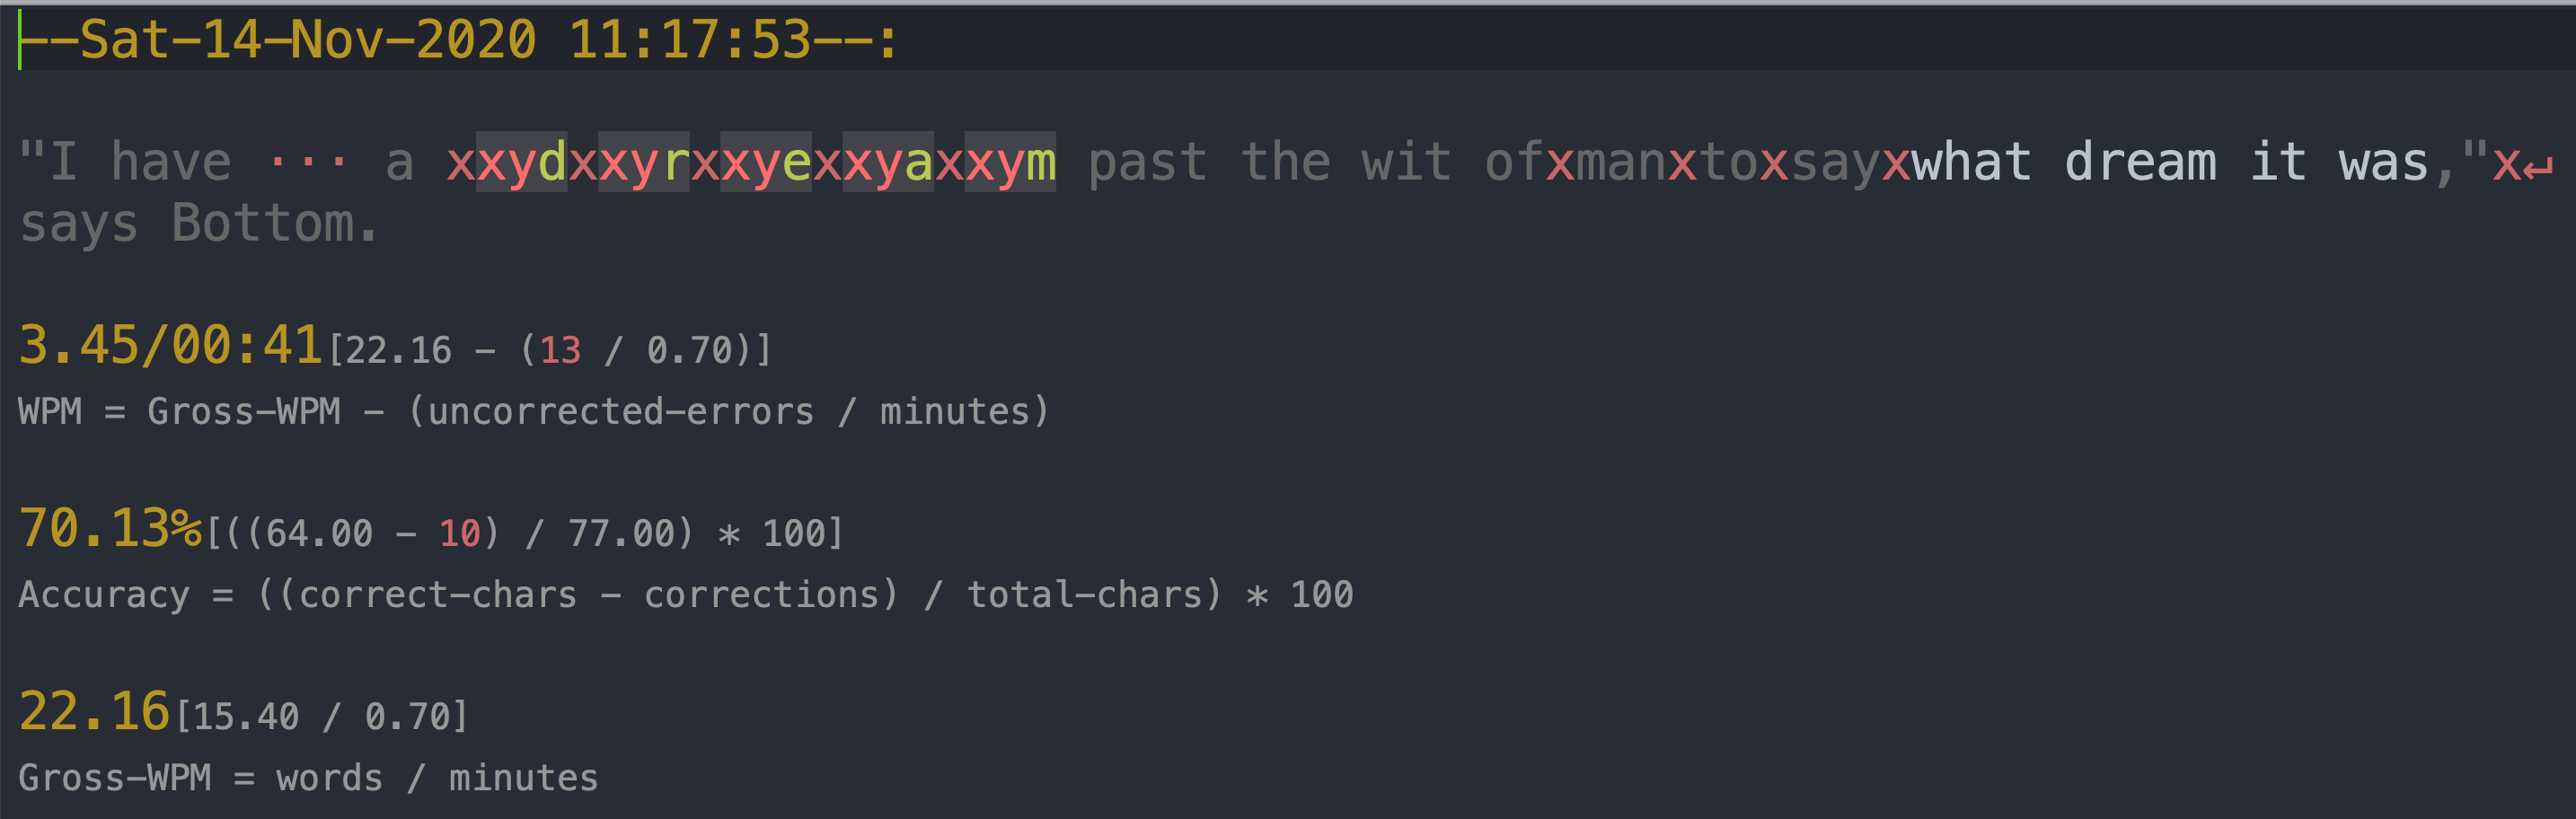 --Sat-14-Nov-2020 11:17:53--:
"I have ··· a xxydxxyrxxyexxyaxxym past the wit ofxmanxtoxsayxwhat dream it was,"x↵
says Bottom.
3.45/00:41[22.16 - (13 / 0.70)]
WPM = Gross-WPM - (uncorrected-errors / minutes)
70.13%[((64.00 - 10) / 77.00) * 100]
Accuracy = ((correct-chars - corrections) / total-chars) * 100
22.16[15.40 / 0.70]
Gross-WPM = words / minutes